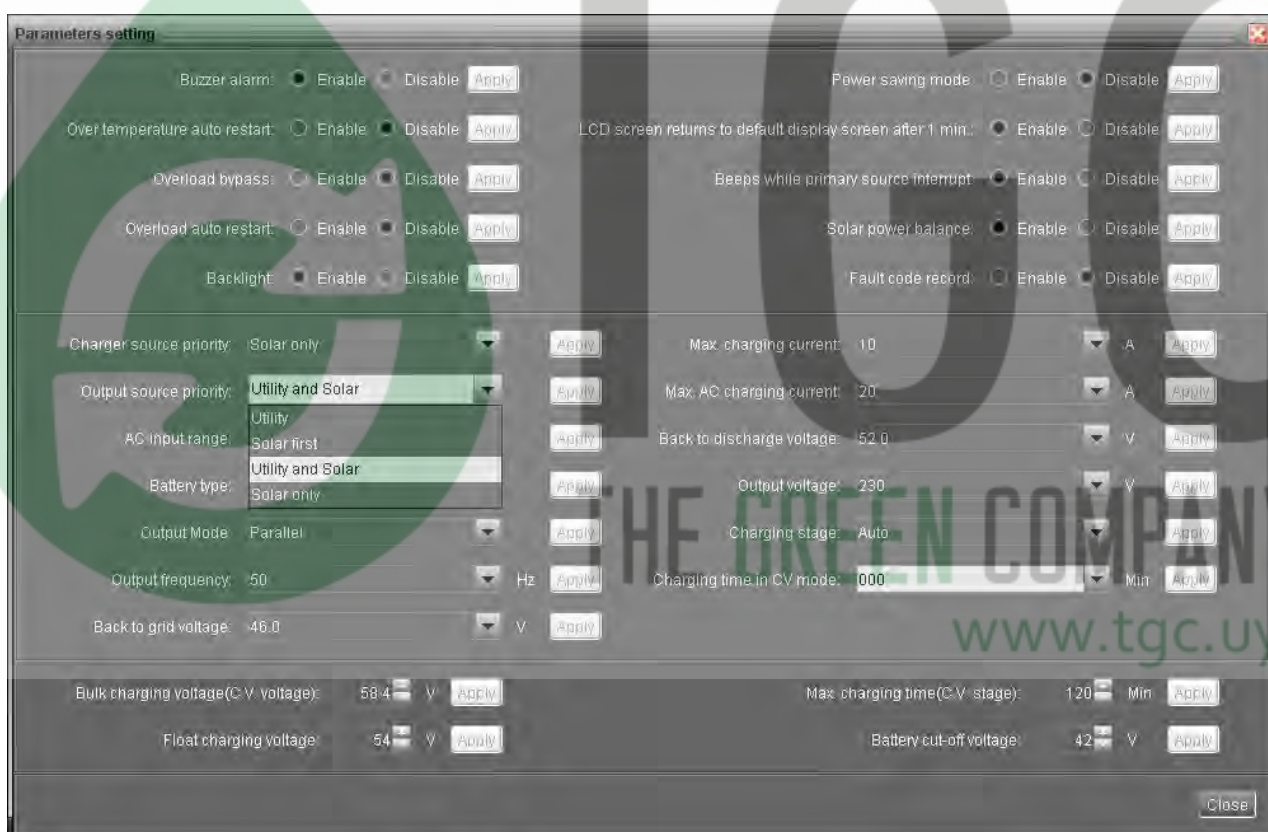 Parameters setting
Buzzer alarm: Enable Disable Apply
Power saving mode: Enable Disable Apply
Over temperature auto restart: Enable Disable Apply
LCD screen returns to default display screen after 1 min.: Enable Disable Apply
Overload bypass: Enable Disable Apply
Beeps while primary source interrupt: Enable Disable Apply
Overload auto restart: Enable Disable Apply
Solar power balance: Enable Disable Apply
Backlight: Enable Disable Apply
Fault code record: Enable Disable Apply
Charger source priority: Solar only Apply
Max. charging current: 10 A Apply
Output source priority: Utility and Solar Apply
Max. AC charging current: 20 A Apply
Utility
AC input range: Solar first Apply
Back to discharge voltage: 52.0 V Apply
Utility and Solar
Battery type: Solar only Apply
Output voltage: 230 V Apply
Output Mode: Parallel Apply
Charging stage: Auto Apply
Output frequency: 50 Hz Apply
Charging time in CV mode: 000 Min Apply
Back to grid voltage: 46.0 V Apply
Bulk charging voltage(C.V. voltage): 58.4 V Apply
Max. charging time(C.V. stage): 120 Min Apply
Float charging voltage: 54 V Apply
Battery cut-off voltage: 42 V Apply
Close
TGC
THE GREEN COMPANY
www.tgc.uy